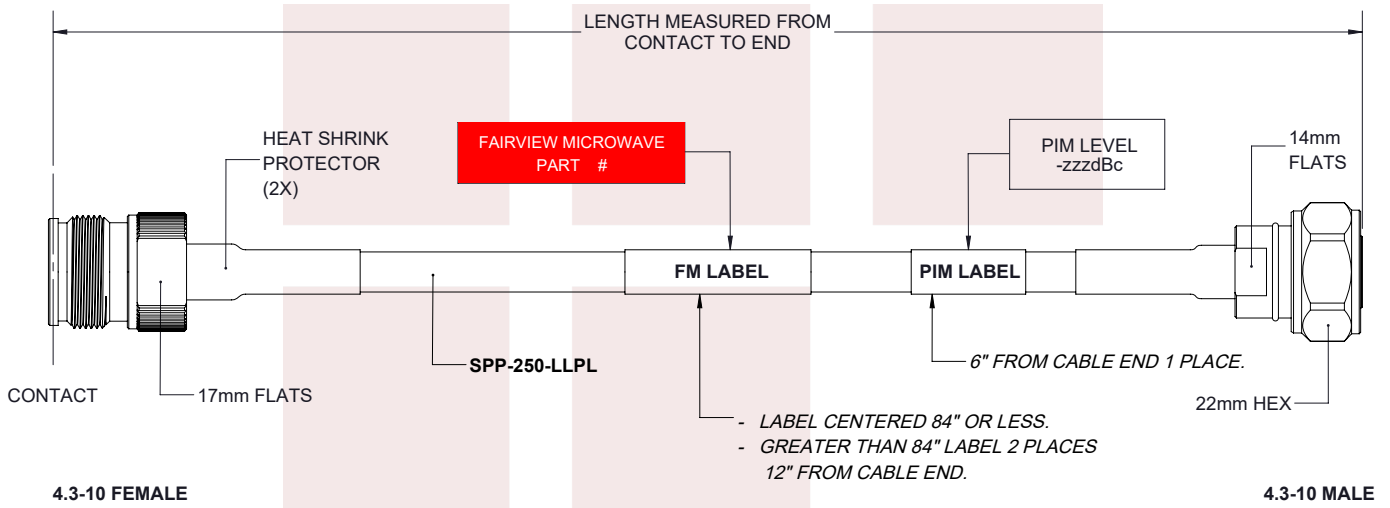 LENGTH MEASURED FROM
CONTACT TO END
HEAT SHRINK
PROTECTOR
(2X)
FAIRVIEW MICROWAVE
PART #
PIM LEVEL
-zzzdBc
14mm
FLATS
FM LABEL
PIM LABEL
SPP-250-LLPL
6" FROM CABLE END 1 PLACE.
CONTACT
17mm FLATS
22mm HEX
- LABEL CENTERED 84" OR LESS.
- GREATER THAN 84" LABEL 2 PLACES
12" FROM CABLE END.
4.3-10 FEMALE
4.3-10 MALE